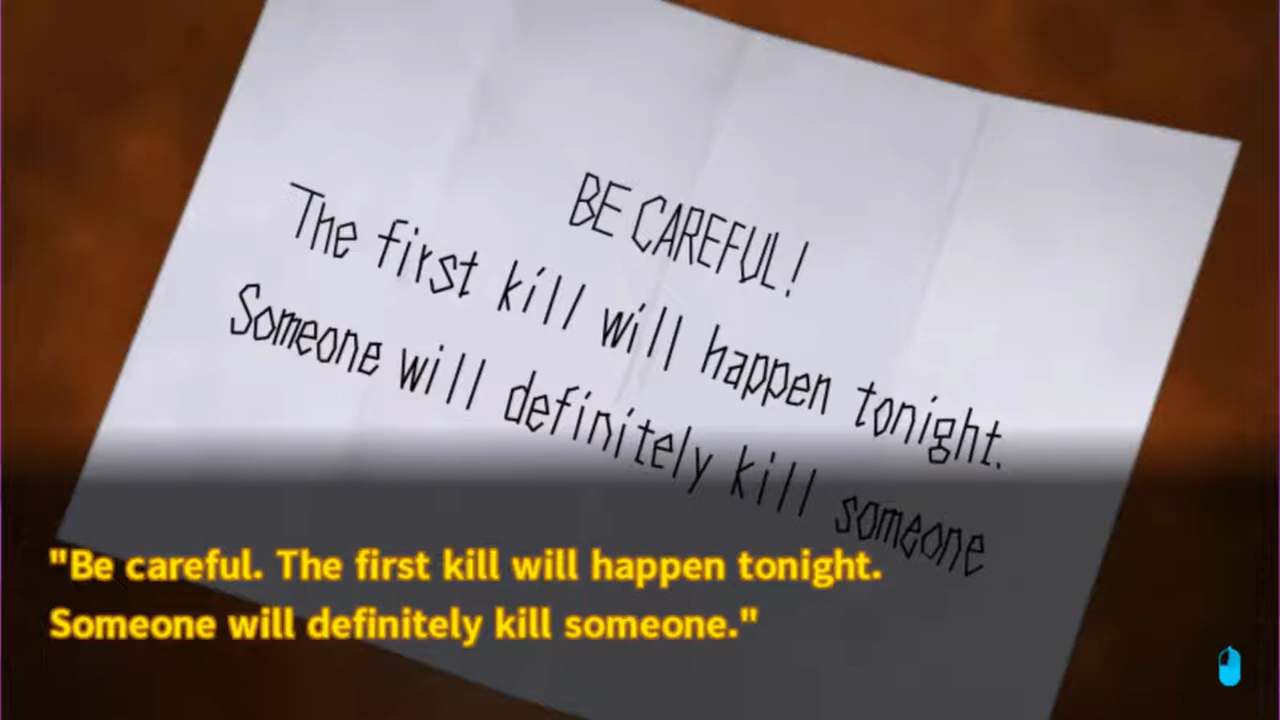 BE CAREFUL!
The first kill will happen tonight.
Someone will definitely kill someone
"Be careful. The first kill will happen tonight.
Someone will definitely kill someone."